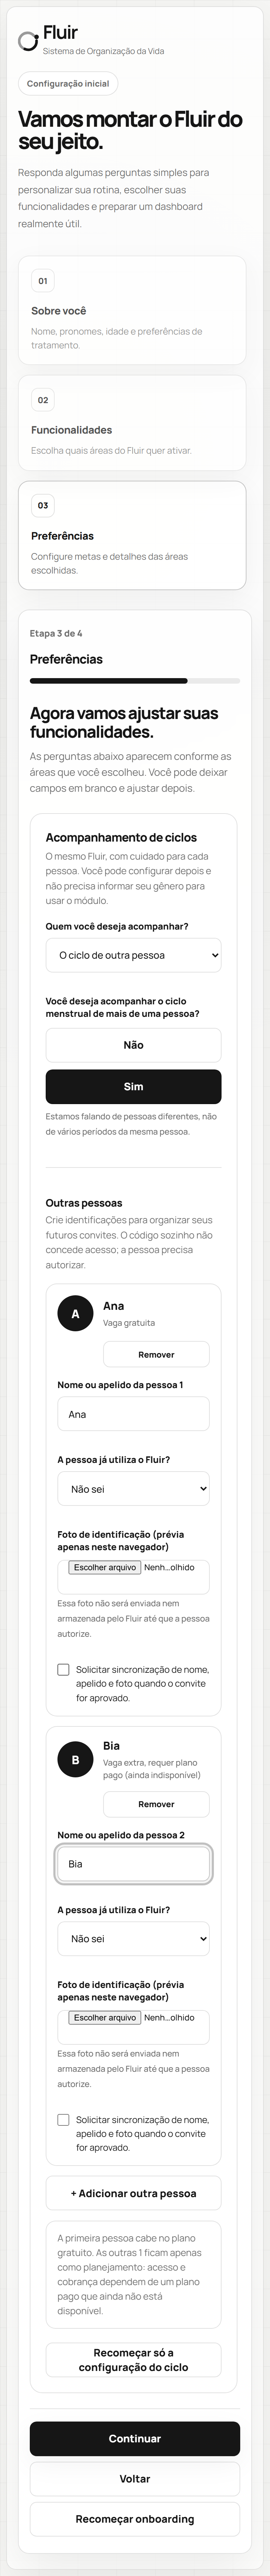 Fluir
Sistema de Organização da Vida
Configuração inicial
Vamos montar o Fluir do
seu jeito.
Responda algumas perguntas simples para
personalizar sua rotina, escolher suas
funcionalidades e preparar um dashboard
realmente útil.
01
Sobre você
Nome, pronomes, idade e preferências de
tratamento.
02
Funcionalidades
Escolha quais áreas do Fluir quer ativar.
03
Preferências
Configure metas e detalhes das áreas
escolhidas.
Etapa 3 de 4
Preferências
Agora vamos ajustar suas
funcionalidades.
As perguntas abaixo aparecem conforme as
áreas que você escolheu. Você pode deixar
campos em branco e ajustar depois.
Acompanhamento de ciclos
O mesmo Fluir, com cuidado para cada
pessoa. Você pode configurar depois e
não precisa informar seu gênero para
usar o módulo.
Quem você deseja acompanhar?
O ciclo de outra pessoa
Você deseja acompanhar o ciclo
menstrual de mais de uma pessoa?
Não
Sim
Estamos falando de pessoas diferentes, não
de vários períodos da mesma pessoa.
Outras pessoas
Crie identificações para organizar seus
futuros convites. O código sozinho não
concede acesso; a pessoa precisa
autorizar.
A
Ana
Vaga gratuita
Remover
Nome ou apelido da pessoa 1
Ana
A pessoa já utiliza o Fluir?
Não sei
Foto de identificação (prévia
apenas neste navegador)
Escolher arquivo Nenh...olhido
Essa foto não será enviada nem
armazenada pelo Fluir até que a pessoa
autorize.
Solicitar sincronização de nome,
apelido e foto quando o convite
for aprovado.
B
Bia
Vaga extra, requer plano
pago (ainda indisponível)
Remover
Nome ou apelido da pessoa 2
Bia
A pessoa já utiliza o Fluir?
Não sei
Foto de identificação (prévia
apenas neste navegador)
Escolher arquivo Nenh...olhido
Essa foto não será enviada nem
armazenada pelo Fluir até que a pessoa
autorize.
Solicitar sincronização de nome,
apelido e foto quando o convite
for aprovado.
+ Adicionar outra pessoa
A primeira pessoa cabe no plano
gratuito. As outras 1 ficam apenas
como planejamento: acesso e
cobrança dependem de um plano
pago que ainda não está
disponível.
Recomeçar só a
configuração do ciclo
Continuar
Voltar
Recomeçar onboarding